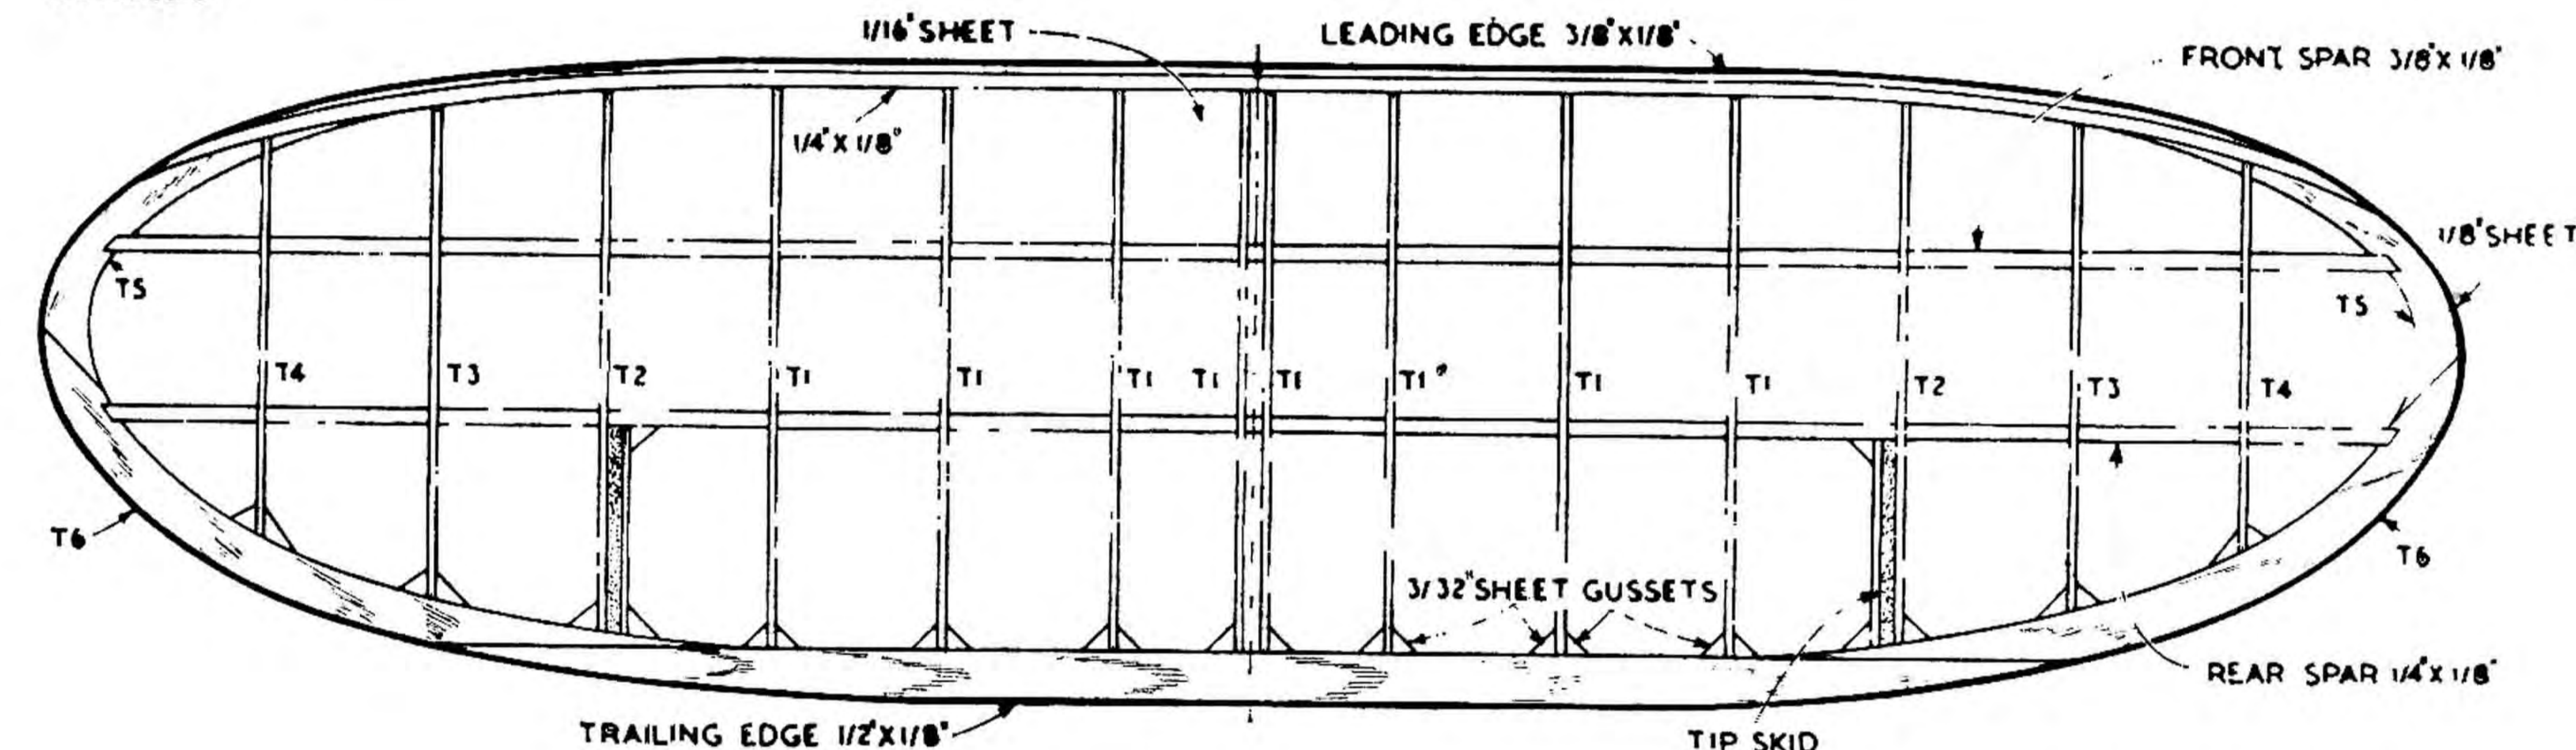 1/16" SHEET
LEADING EDGE 3/8"X1/8"
FRONT SPAR 3/8"X 1/8"
1/4"X 1/8"
1/8" SHEET
T5
T5
T4
T3
T2
T1
T1
T1
T1
T1
T1
T1
T1
T2
T3
T4
T6
T6
3/32" SHEET GUSSETS
REAR SPAR 1/4"X 1/8"
TRAILING EDGE 1/2"X1/8"
TIP SKID